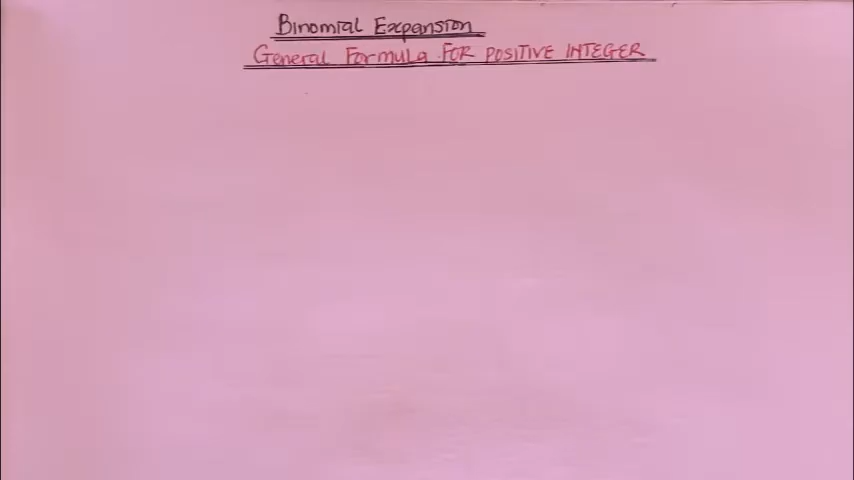 Binomial Expansion
General Formula FOR POSITIVE INTEGER